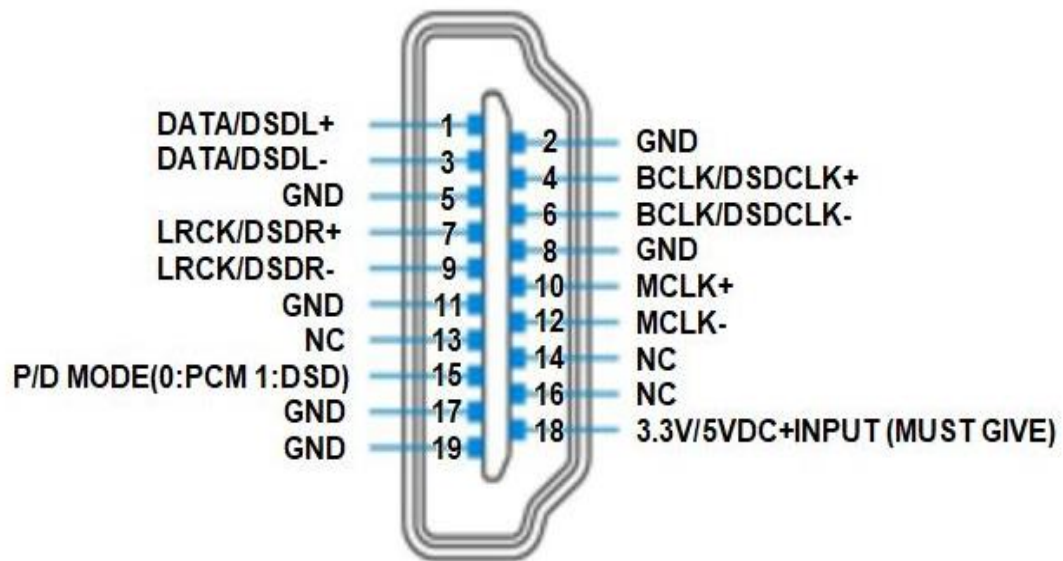 DATA/DSDL+ 1
2 GND
DATA/DSDL- 3
4 BCLK/DSDCLK+
GND 5
6 BCLK/DSDCLK-
LRCK/DSDR+ 7
8 GND
LRCK/DSDR- 9
10 MCLK+
GND 11
12 MCLK-
NC 13
14 NC
P/D MODE(0:PCM 1:DSD) 15
16 NC
GND 17
18 3.3V/5VDC+INPUT (MUST GIVE)
GND 19